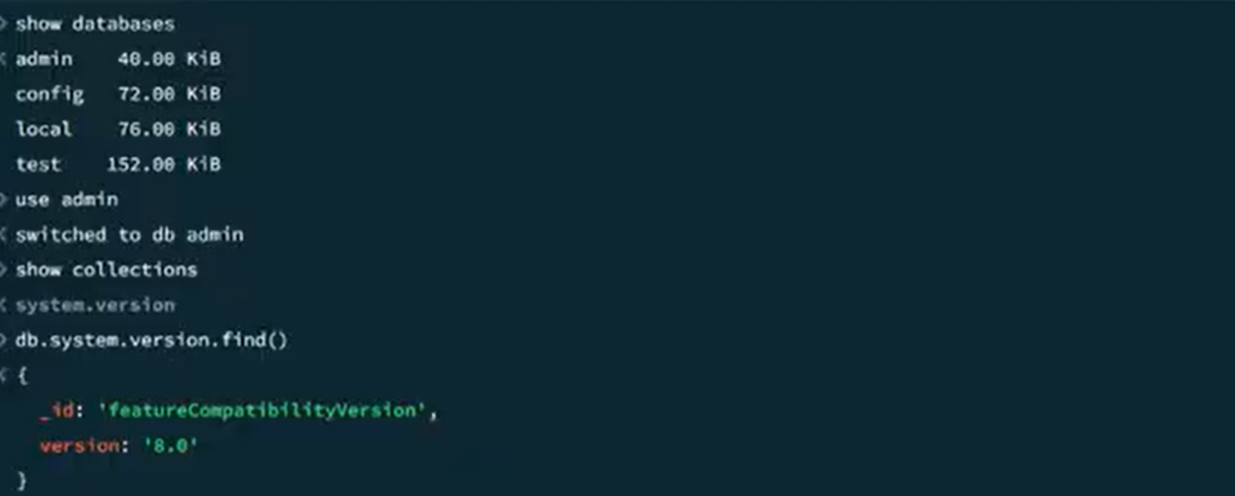 > show databases
< admin    40.00 KiB
  config   72.00 KiB
  local    76.00 KiB
  test    152.00 KiB
> use admin
< switched to db admin
> show collections
< system.version
> db.system.version.find()
< {
    _id: 'featureCompatibilityVersion',
    version: '8.0'
  }